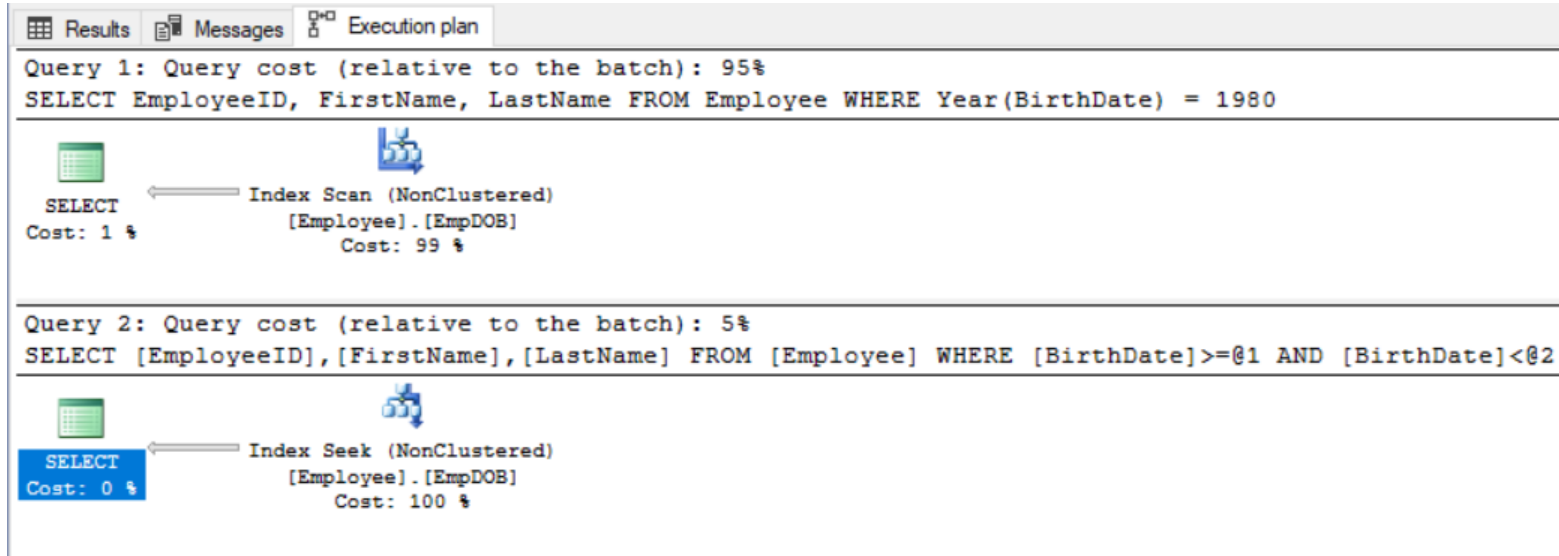 Results Messages Execution plan
Query 1: Query cost (relative to the batch): 95%
SELECT EmployeeID, FirstName, LastName FROM Employee WHERE Year(BirthDate) = 1980
SELECT
Cost: 1 %
Index Scan (NonClustered)
[Employee].[EmpDOB]
Cost: 99 %
Query 2: Query cost (relative to the batch): 5%
SELECT [EmployeeID],[FirstName],[LastName] FROM [Employee] WHERE [BirthDate]>=@1 AND [BirthDate]<@2
SELECT
Cost: 0 %
Index Seek (NonClustered)
[Employee].[EmpDOB]
Cost: 100 %